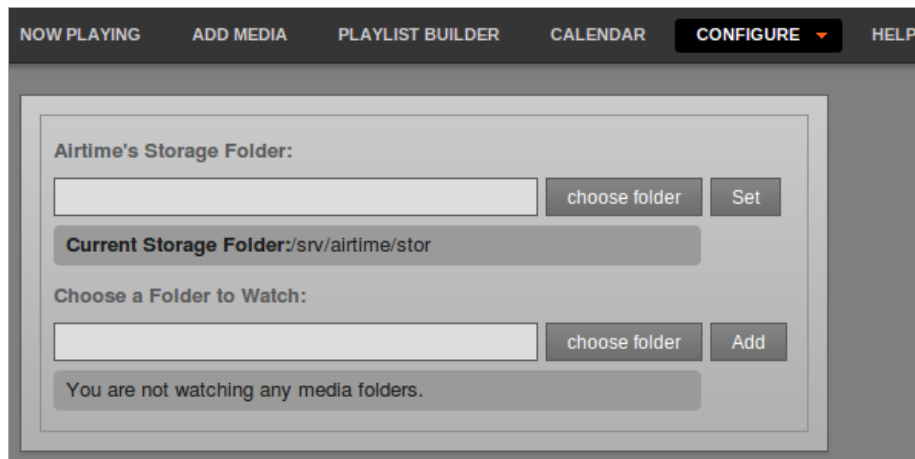 NOW PLAYING ADD MEDIA PLAYLIST BUILDER CALENDAR CONFIGURE HELP
Airtime's Storage Folder:
choose folder Set
Current Storage Folder:/srv/airtime/stor
Choose a Folder to Watch:
choose folder Add
You are not watching any media folders.